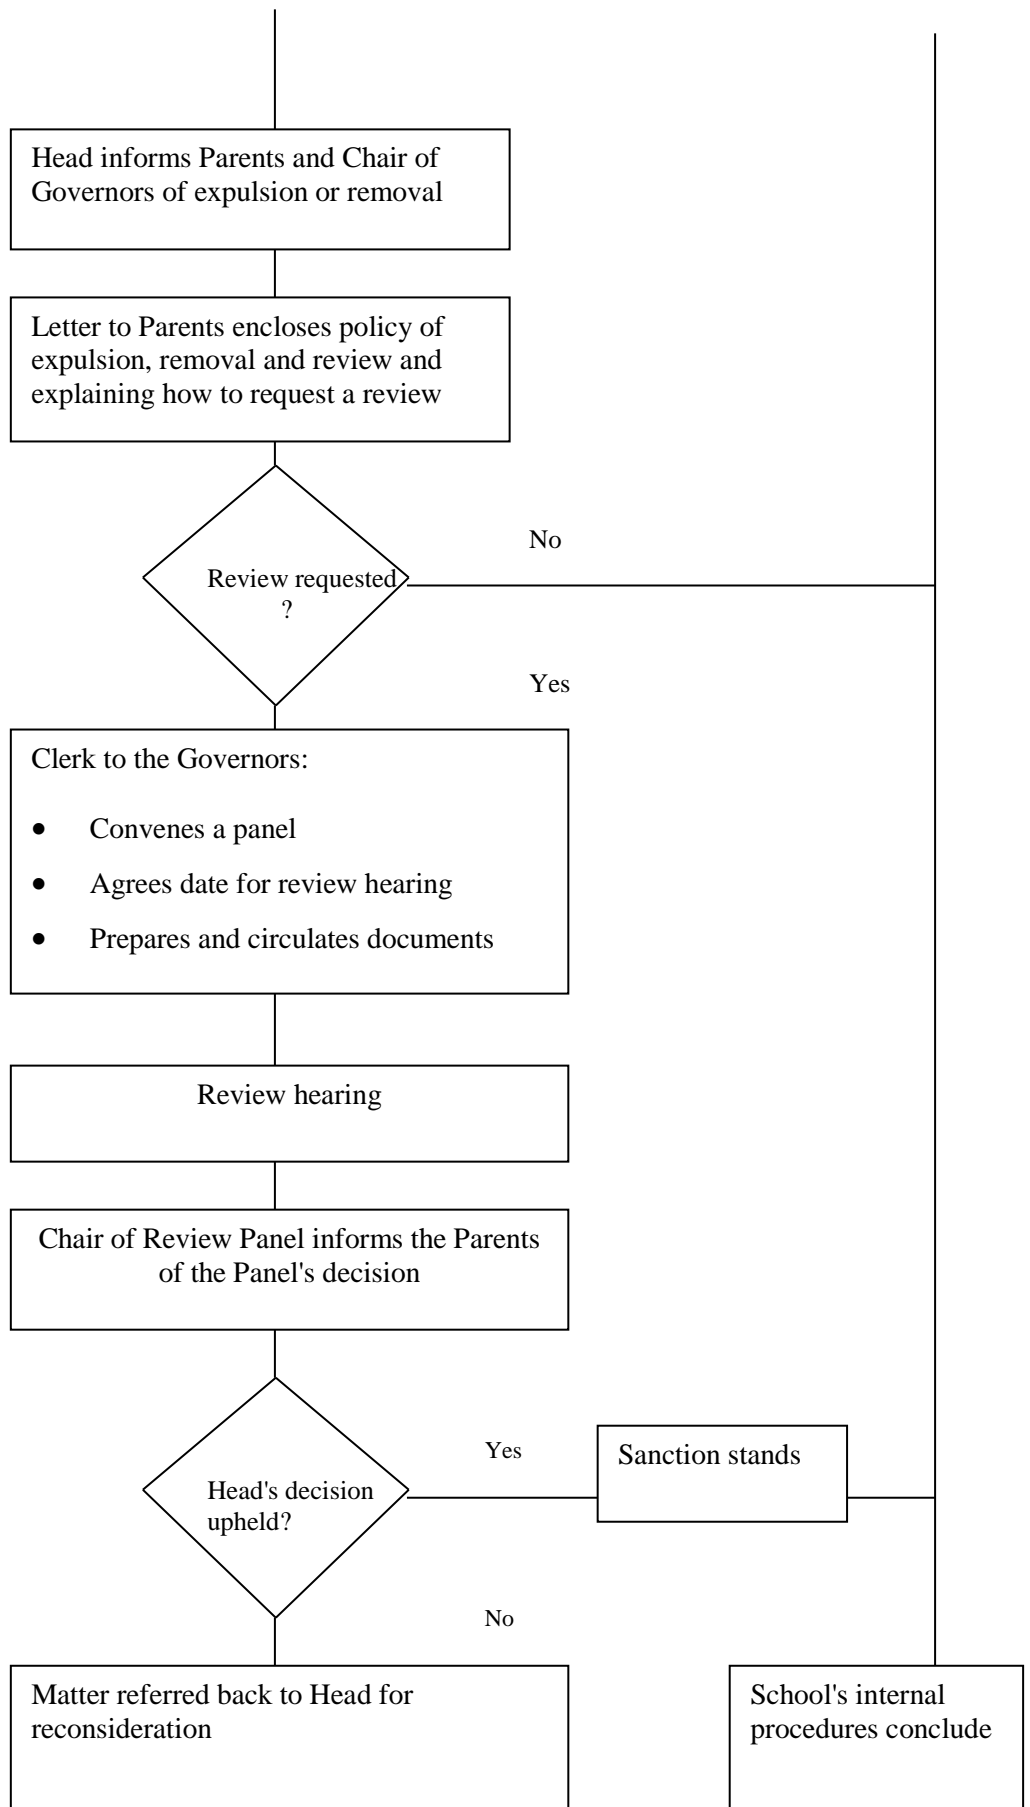 Head informs Parents and Chair of
Governors of expulsion or removal
Letter to Parents encloses policy of
expulsion, removal and review and
explaining how to request a review
No
Review requested
?
Yes
Clerk to the Governors:
• Convenes a panel
• Agrees date for review hearing
• Prepares and circulates documents
Review hearing
Chair of Review Panel informs the Parents
of the Panel's decision
Yes
Sanction stands
Head's decision
upheld?
No
Matter referred back to Head for
reconsideration
School's internal
procedures conclude